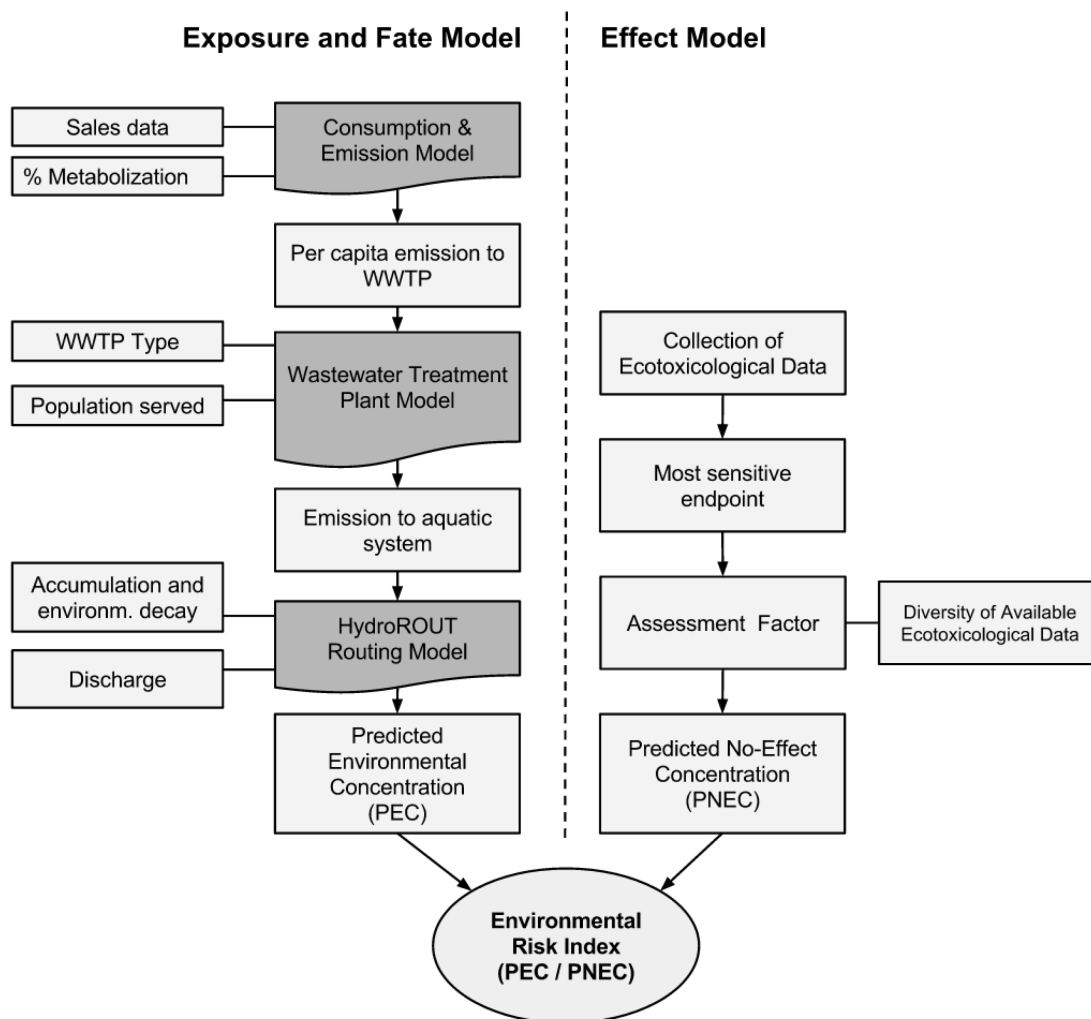 Exposure and Fate Model
Effect Model
Sales data
% Metabolization
Consumption &
Emission Model
Per capita emission to
WWTP
WWTP Type
Population served
Wastewater Treatment
Plant Model
Emission to aquatic
system
Accumulation and
environm. decay
Discharge
HydroROUT
Routing Model
Predicted
Environmental
Concentration
(PEC)
Collection of
Ecotoxicological Data
Most sensitive
endpoint
Assessment Factor
Diversity of Available
Ecotoxicological Data
Predicted No-Effect
Concentration
(PNEC)
Environmental
Risk Index
(PEC / PNEC)